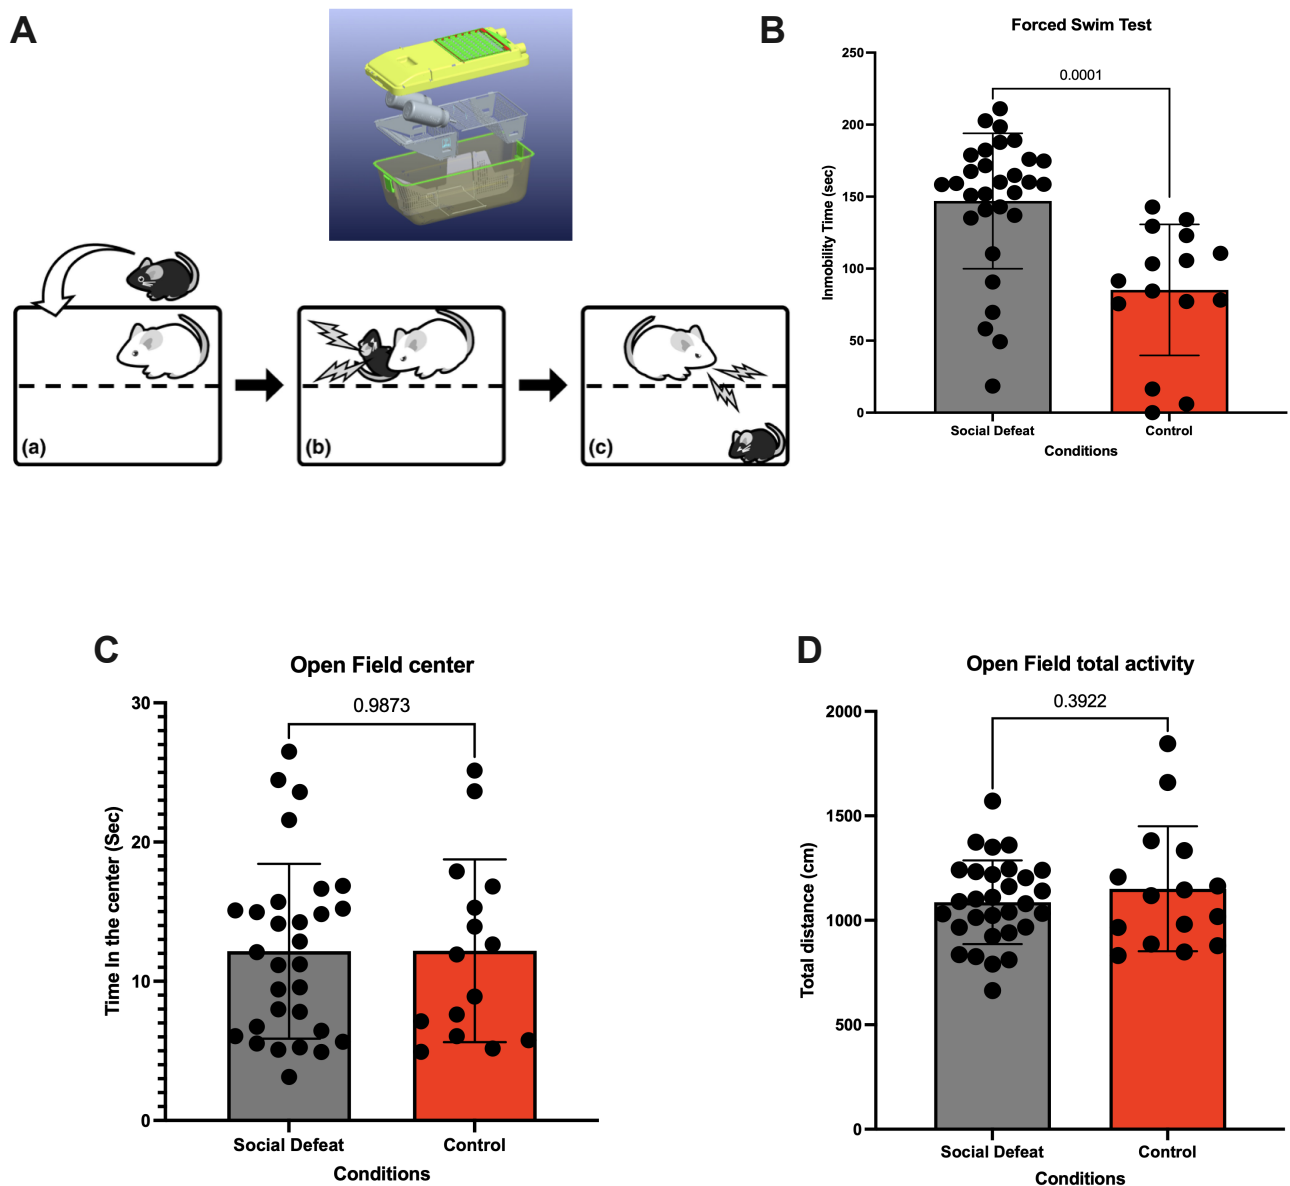 A
(a)
(b)
(c)
B
Forced Swim Test
0.0001
250
200
150
100
50
0
Inmobility Time (sec)
Social Defeat
Control
Conditions
C
Open Field center
0.9873
30
20
10
0
Time In the center (Sec)
Social Defeat
Control
Conditions
D
Open Field total activity
0.3922
2000
1500
1000
500
0
Total distance (cm)
Social Defeat
Control
Conditions